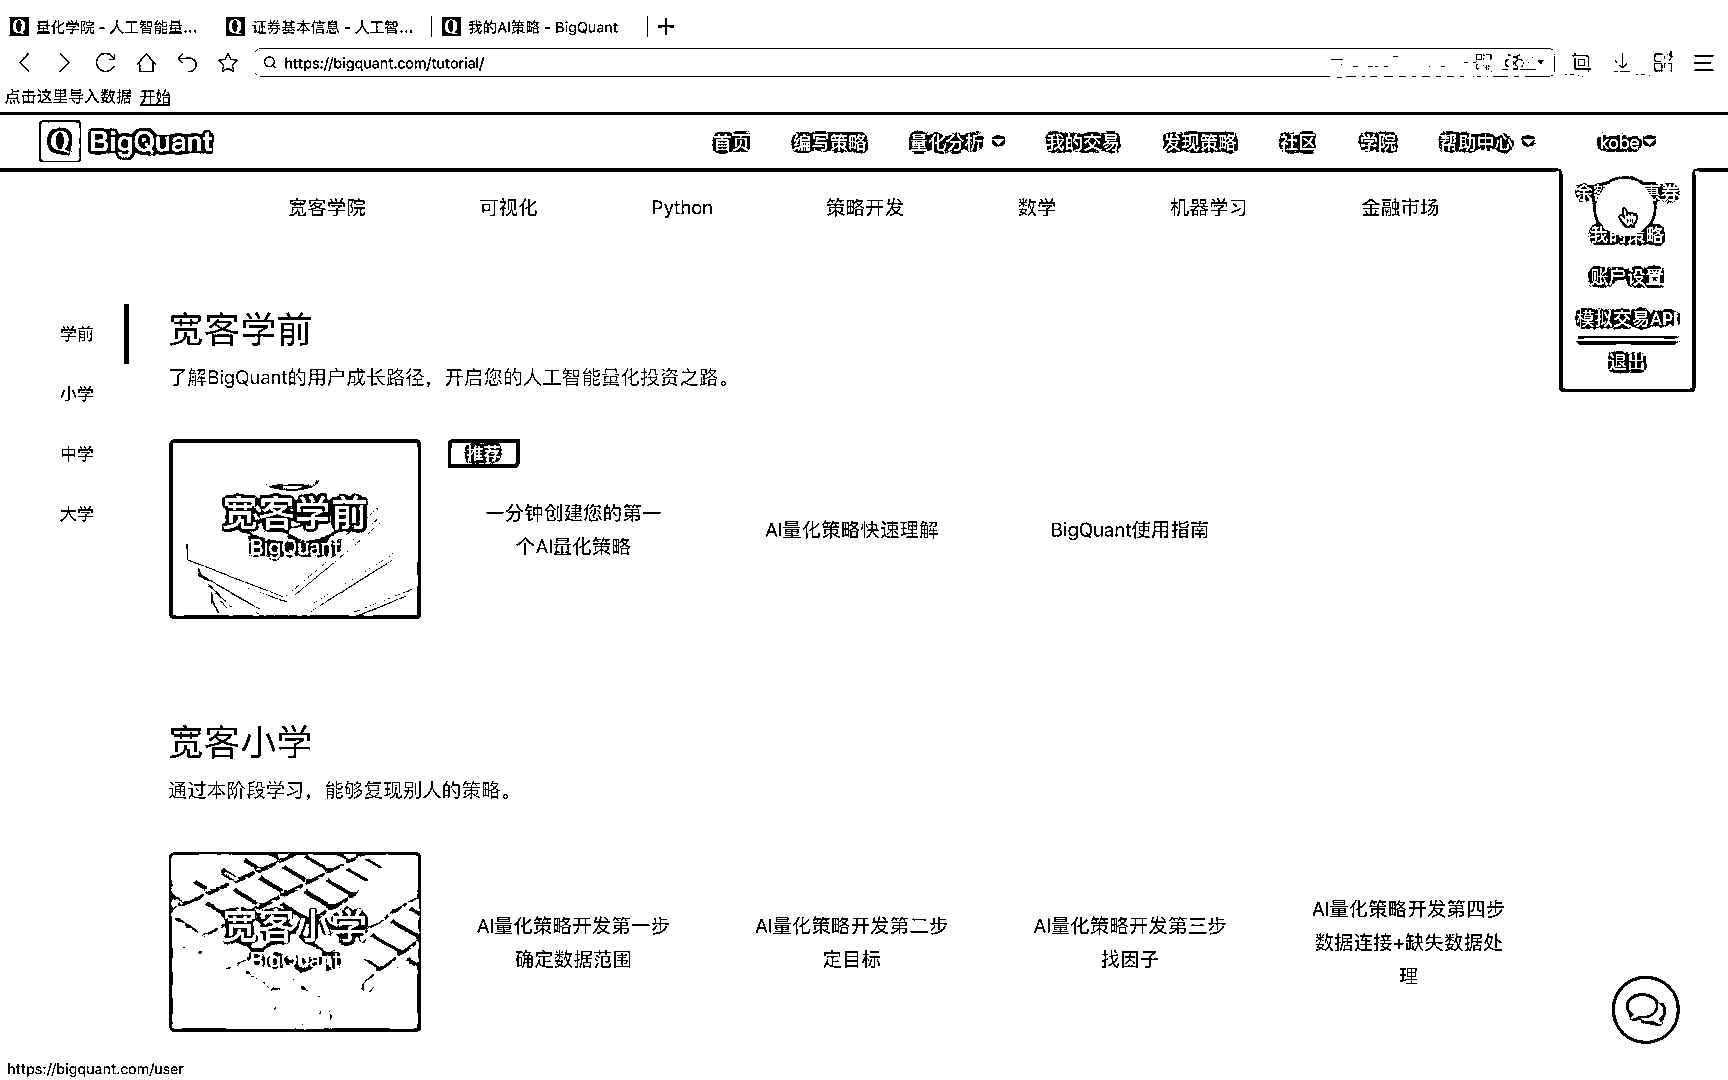 量化学院 - 人工智能量...
证券基本信息 - 人工智...
我的AI策略 - BigQuant
https://bigquant.com/tutorial/
点击这里导入数据 开始
BigQuant
首页 编写策略 量化分析 我的交易 发现策略 社区 学院 帮助中心 kobe
宽客学院 可视化 Python 策略开发 数学 机器学习 金融市场
我的策略
账户设置
模拟交易API
退出
学前
小学
中学
大学
宽客学前
了解BigQuant的用户成长路径，开启您的人工智能量化投资之路。
宽客学前
BigQuant
推荐
一分钟创建您的第一
个AI量化策略
AI量化策略快速理解
BigQuant使用指南
宽客小学
通过本阶段学习，能够复现别人的策略。
宽客小学
BigQuant
AI量化策略开发第一步
确定数据范围
AI量化策略开发第二步
定目标
AI量化策略开发第三步
找因子
AI量化策略开发第四步
数据连接+缺失数据处
理
https://bigquant.com/user